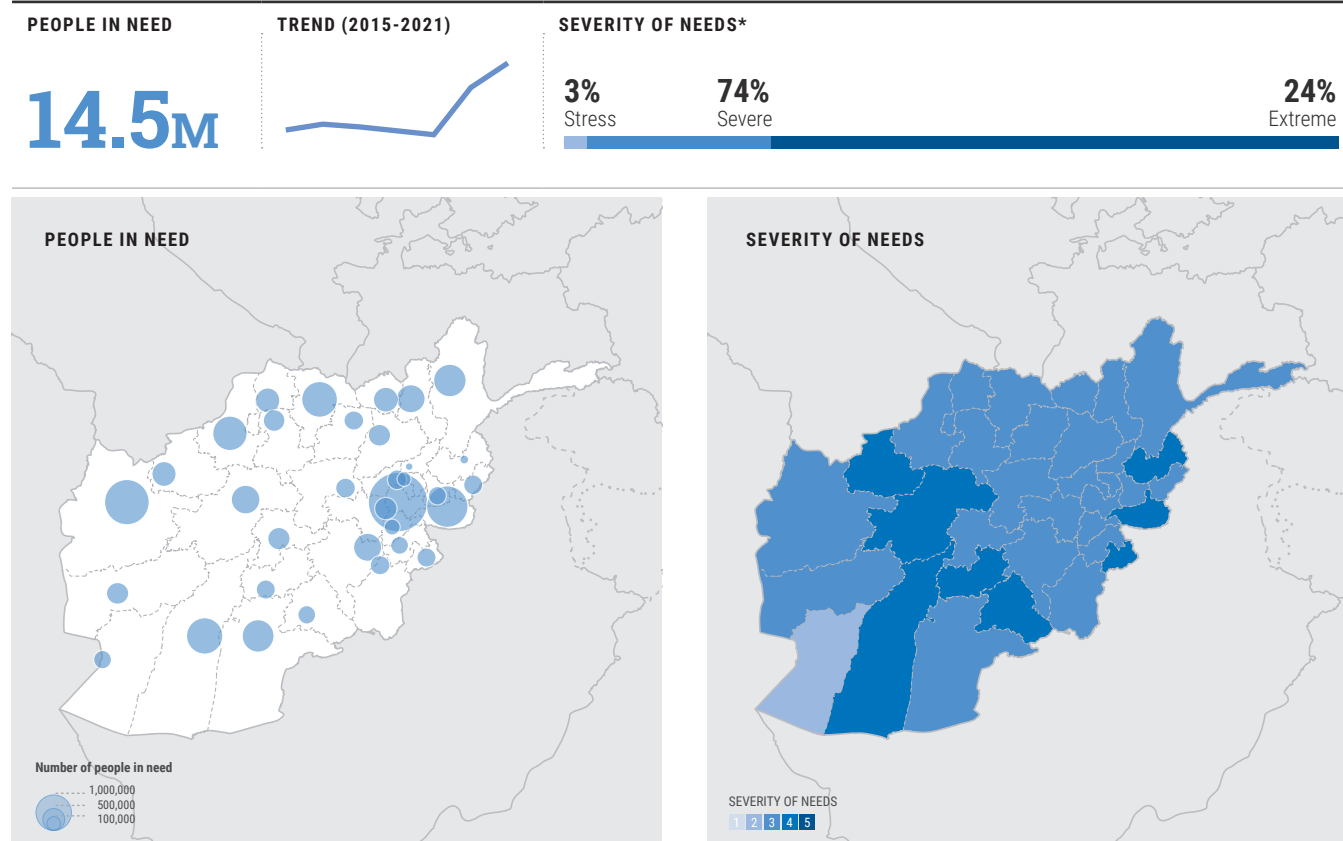 PEOPLE IN NEED
14.5M
TREND (2015-2021)
SEVERITY OF NEEDS*
3%
Stress
74%
Severe
24%
Extreme
PEOPLE IN NEED
Number of people in need
1,000,000
500,000
100,000
SEVERITY OF NEEDS
SEVERITY OF NEEDS
1 2 3 4 5